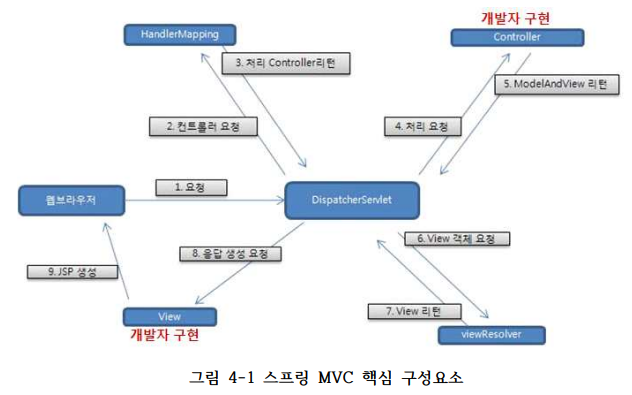 개발자 구현
HandlerMapping
Controller
3. 처리 Controller리턴
5. ModelAndView 리턴
2. 컨트롤러 요청
4. 처리 요청
1. 요청
웹브라우저
DispatcherServlet
6. View 객체 요청
8. 응답 생성 요청
9. JSP 생성
7. View 리턴
View
개발자 구현
viewResolver
그림 4-1 스프링 MVC 핵심 구성요소